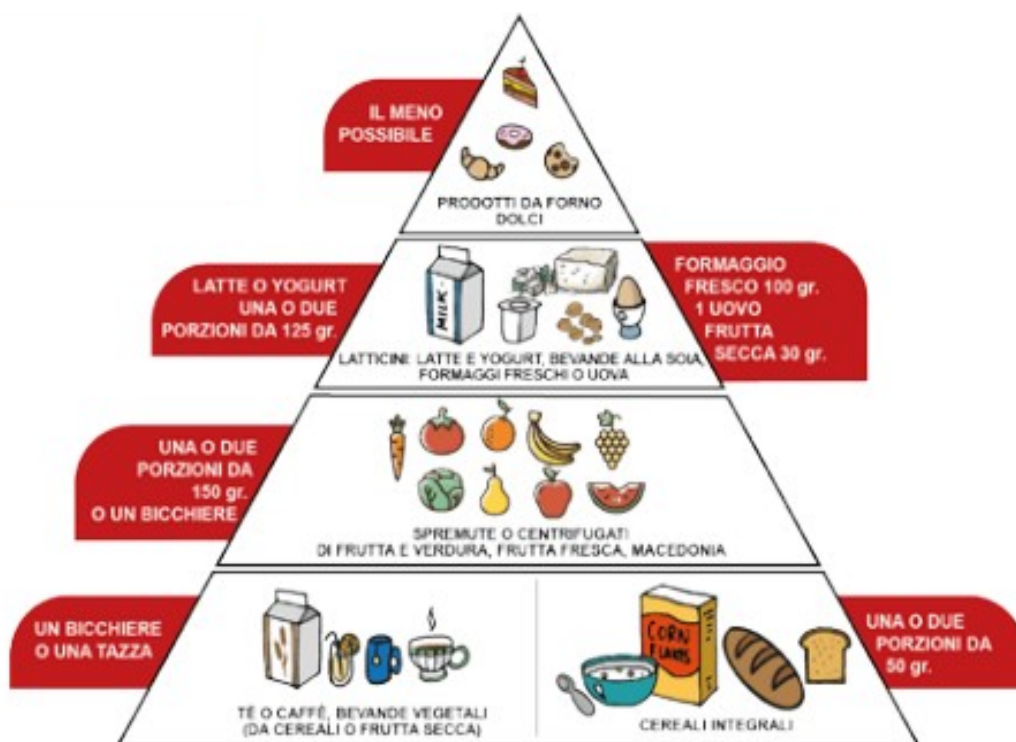 IL MENO
POSSIBILE
PRODOTTI DA FORNO
DOLCI
LATTE O YOGURT
UNA O DUE
PORZIONI DA 125 gr.
MILK
FORMAGGIO
FRESCO 100 gr.
1 UOVO
FRUTTA
SECCA 30 gr.
LATTICINI: LATTE E YOGURT, BEVANDE ALLA SOIA,
FORMAGGI FRESCHI O UOVA
UNA O DUE
PORZIONI DA
150 gr.
O UN BICCHIERE
SPREMUTE O CENTRIFUGATI
DI FRUTTA E VERDURA, FRUTTA FRESCA, MACEDONIA
UN BICCHIERE
O UNA TAZZA
CORN
FLAKES
UNA O DUE
PORZIONI DA
50 gr.
TÉ O CAFFÉ, BEVANDE VEGETALI
(DA CEREALI O FRUTTA SECCA)
CEREALI INTEGRALI